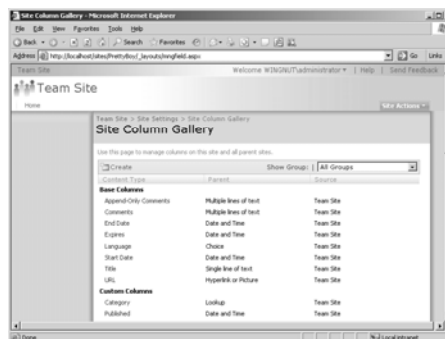 Site Column Gallery - Microsoft Internet Explorer
File Edit View Favorites Tools Help
Back Search Favorites
Address http://localhost/sites/PrettyBoy/_layouts/mngfield.aspx Go Links
Team Site Welcome WINGNUT\administrator Help Send Feedback
Team Site
Home Site Actions
Team Site > Site Settings > Site Column Gallery
Site Column Gallery
Use this page to manage columns on this site and all parent sites.
Create Show Group: All Groups
Content Type Parent Source
Base Columns
Append-Only Comments Multiple lines of text Team Site
Comments Multiple lines of text Team Site
End Date Date and Time Team Site
Expires Date and Time Team Site
Language Choice Team Site
Start Date Date and Time Team Site
Title Single line of text Team Site
URL Hyperlink or Picture Team Site
Custom Columns
Category Lookup Team Site
Published Date and Time Team Site
Done Local intranet